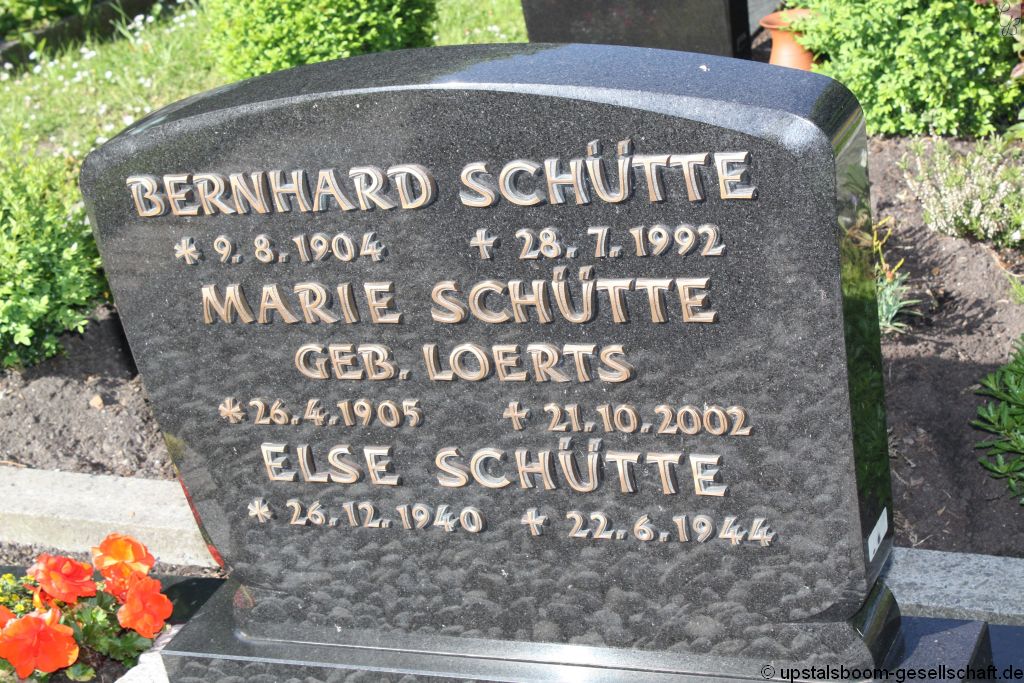 BERNHARD SCHÜTTE
* 9.8.1904 † 28.7.1992
MARIE SCHÜTTE
GEB. LOERTS
* 26.4.1905 † 21.10.2002
ELSE SCHÜTTE
* 26.12.1940 † 22.6.1944
© upstalsboom-gesellschaft.de